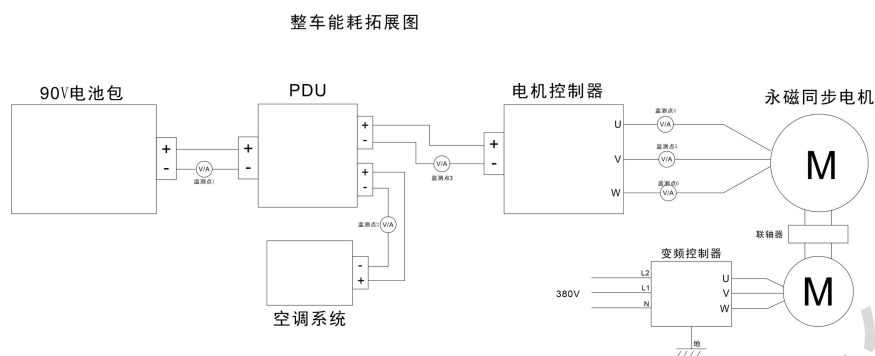 整车能耗拓展图
90V电池包
PDU
电机控制器
永磁同步电机
+
-
V/A
监测点1
+
-
+
-
+
-
V/A
监测点3
+
-
U
V
W
监测点4
V/A
监测点5
V/A
监测点6
V/A
M
监测点2
V/A
-
+
空调系统
联轴器
变频控制器
380V
L2
L1
N
U
V
W
地
M